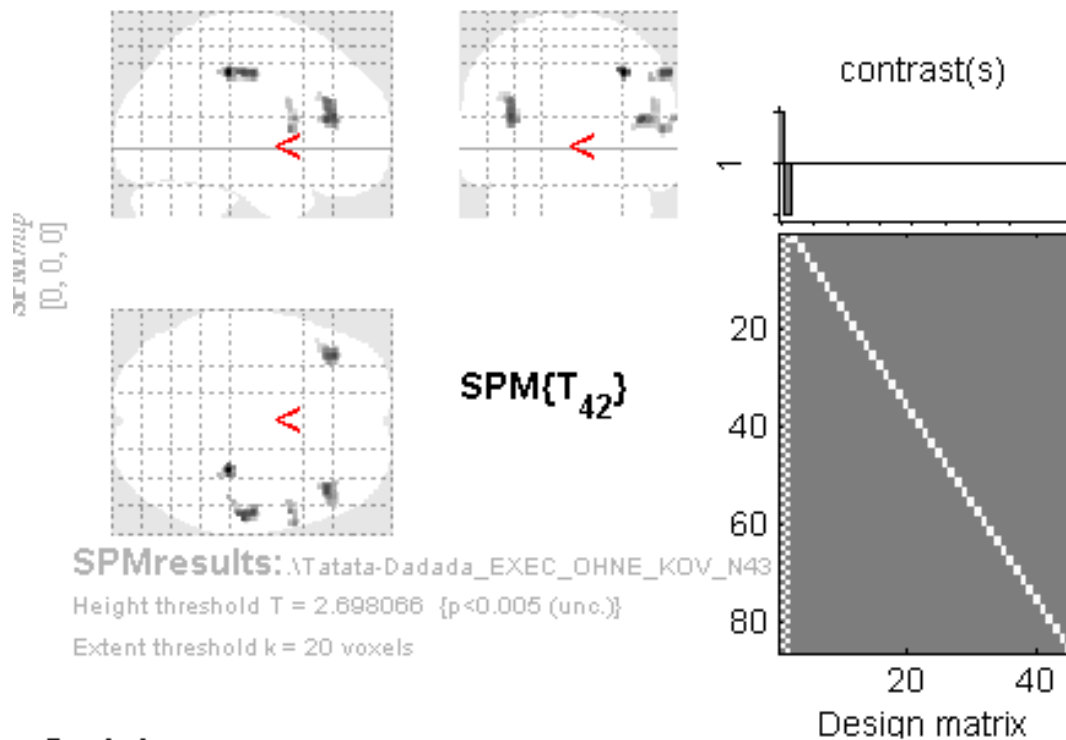 contrast(s)
1
SPMmip
[0, 0, 0]
<
<
<
SPM{T42}
20
40
60
80
20 40
Design matrix
SPMresults: .\Tatata-Dadada_EXEC_OHNE_KOV_N43
Height threshold T = 2.698066 {p<0.005 (unc.)}
Extent threshold k = 20 voxels